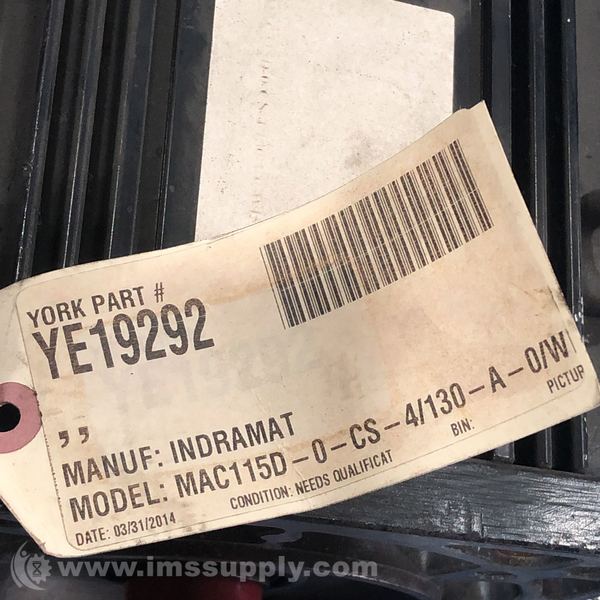 YORK PART #
YE19292
,,
MANUF: INDRAMAT
MODEL: MAC115D-0-CS-4/130-A-0/W
DATE: 03/31/2014
CONDITION: NEEDS QUALIFICAT
BIN:
PICTUR
www.imssupply.com